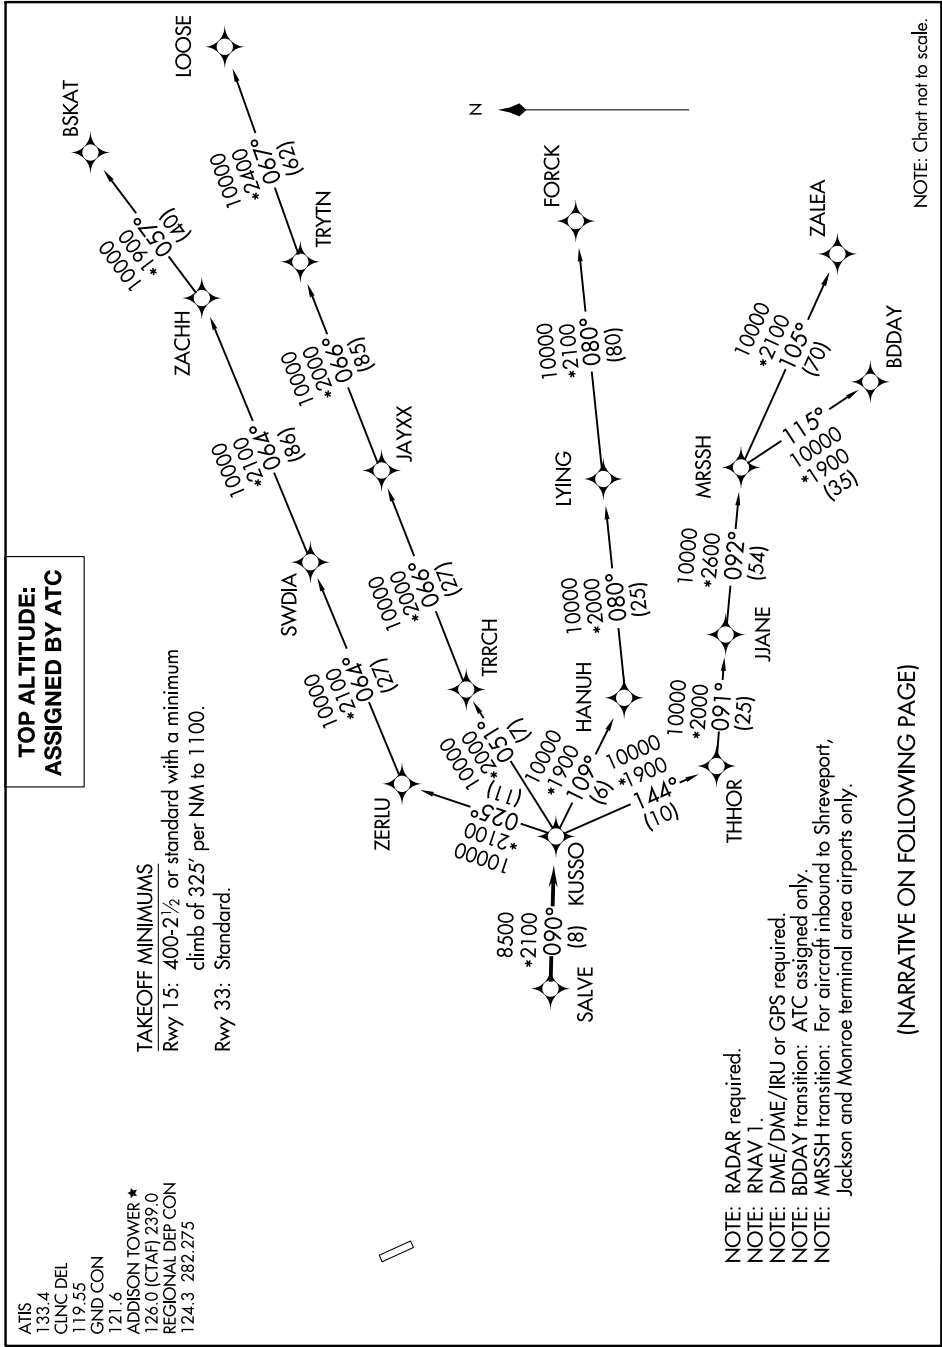 ATIS
133.4
CLNC DEL
119.55
GND CON
121.6
ADDISON TOWER ★
126.0 (CTAF) 239.0
REGIONAL DEP CON
124.3 282.275
TOP ALTITUDE:
ASSIGNED BY ATC
TAKEOFF MINIMUMS
Rwy 15: 400-2½ or standard with a minimum
climb of 325' per NM to 1100.
Rwy 33: Standard.
BSKAT
10000
*1900
057°
(40)
ZACHH
10000
*2100
064°
(86)
SWDIA
10000
*2100
064°
(27)
ZERLU
10000
*2100
025°
(11)
LOOSE
10000
*2400
067°
(62)
TRYTN
10000
*2000
066°
(85)
JAYXX
10000
*2000
066°
(27)
TRRCH
10000
*2000
051°
(7)
N
SALVE
8500
*2100
090°
(8)
KUSSO
10000
*1900
109°
(6)
HANUH
10000
*2000
080°
(25)
LYING
10000
*2100
080°
(80)
FORCK
10000
*1900
144°
(10)
THHOR
10000
*2000
091°
(25)
JJANE
10000
*2600
092°
(54)
MRSSH
10000
*2100
105°
(70)
ZALEA
115°
10000
*1900
(35)
BDDAY
NOTE: RADAR required.
NOTE: RNAV 1.
NOTE: DME/DME/IRU or GPS required.
NOTE: BDDAY transition: ATC assigned only.
NOTE: MRSSH transition: For aircraft inbound to Shreveport,
Jackson and Monroe terminal area airports only.
(NARRATIVE ON FOLLOWING PAGE)
NOTE: Chart not to scale.